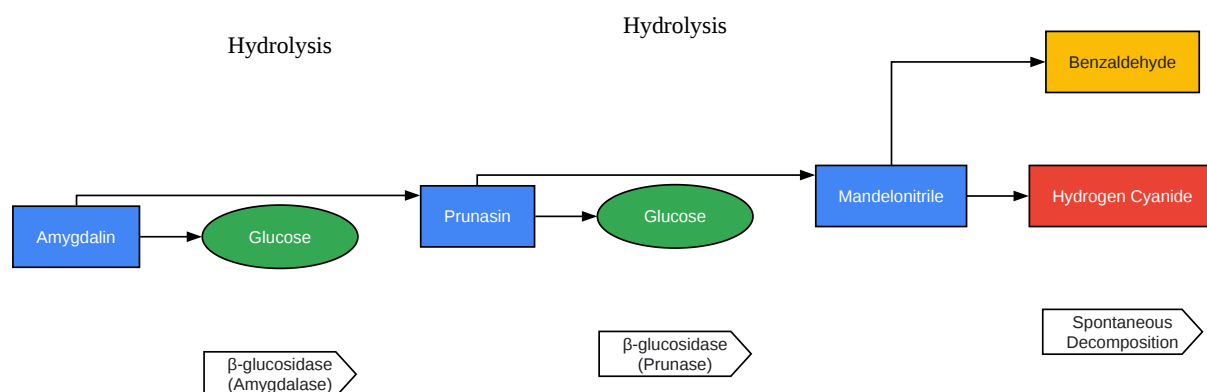 Hydrolysis
Hydrolysis
Benzaldehyde
Amygdalin
Glucose
Prunasin
Glucose
Mandelonitrile
Hydrogen Cyanide
β-glucosidase
(Amygdalase)
β-glucosidase
(Prunase)
Spontaneous
Decomposition